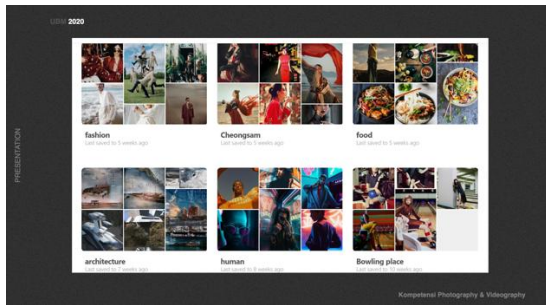 UBM 2020
PRESENTATION
fashion
Last saved to 5 weeks ago
Cheongsam
Last saved to 5 weeks ago
food
Last saved to 5 weeks ago
architecture
Last saved to 7 weeks ago
human
Last saved to 9 weeks ago
Bowling place
Last saved to 10 weeks ago
Kompetensi Photography & Videography